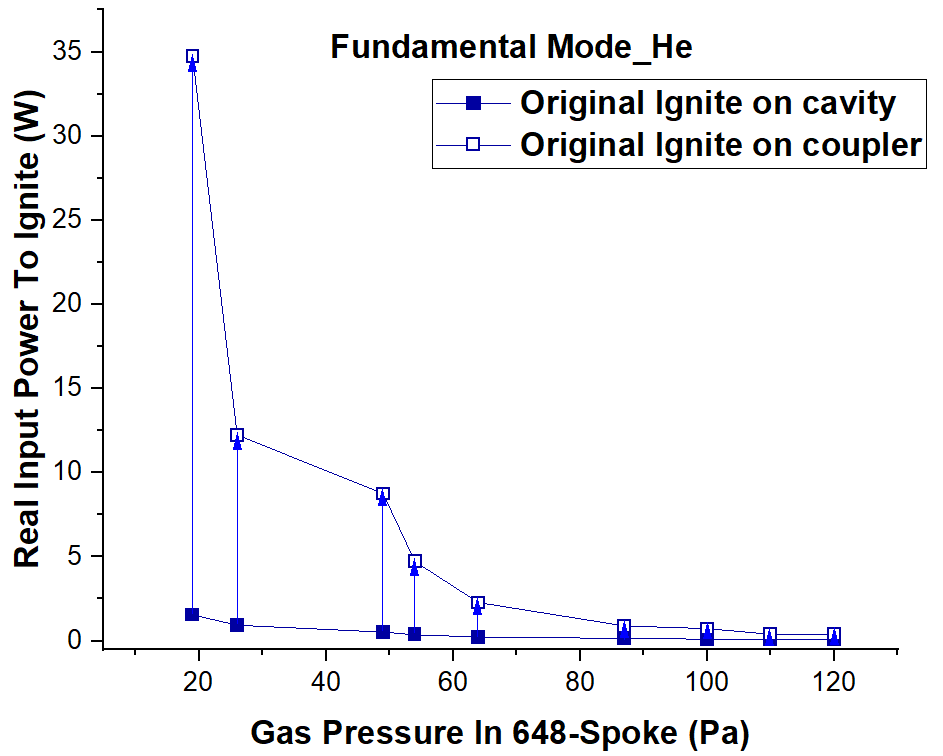 Fundamental Mode_He
Original Ignite on cavity
Original Ignite on coupler
Real Input Power To Ignite (W)
35
30
25
20
15
10
5
0
20 40 60 80 100 120
Gas Pressure In 648-Spoke (Pa)